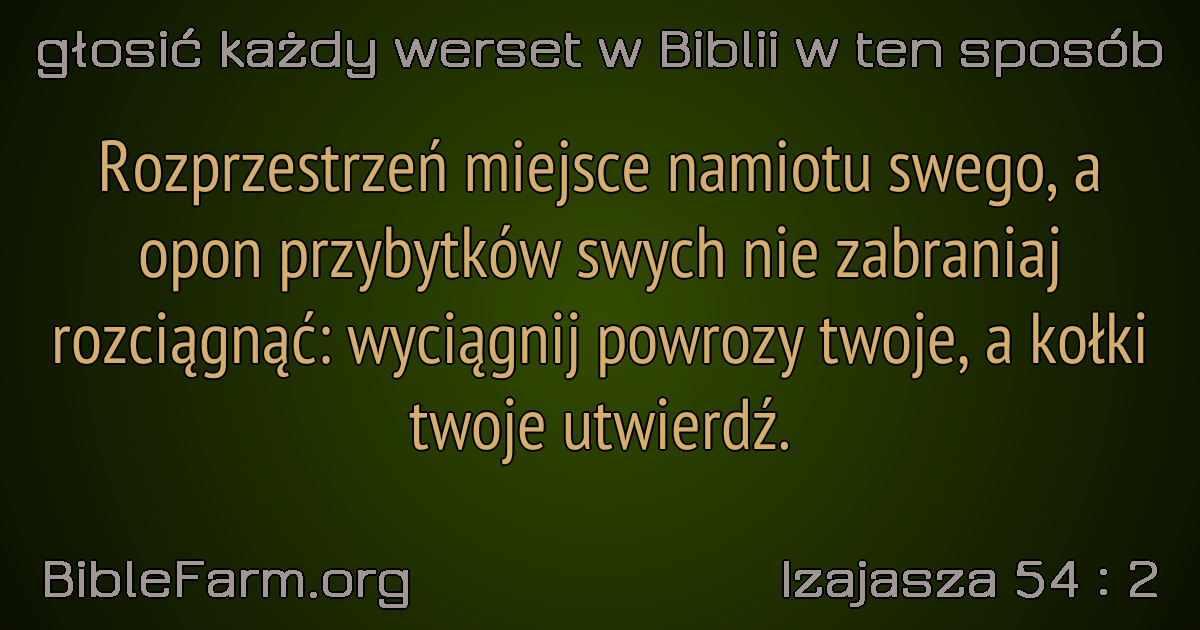 głosić każdy werset w Biblii w ten sposób
Rozprzestrzeń miejsce namiotu swego, a
opon przybytków swych nie zabraniaj
rozciągnąć: wyciągnij powrozy twoje, a kołki
twoje utwierdź.
BibleFarm.org
Izajasza 54 : 2